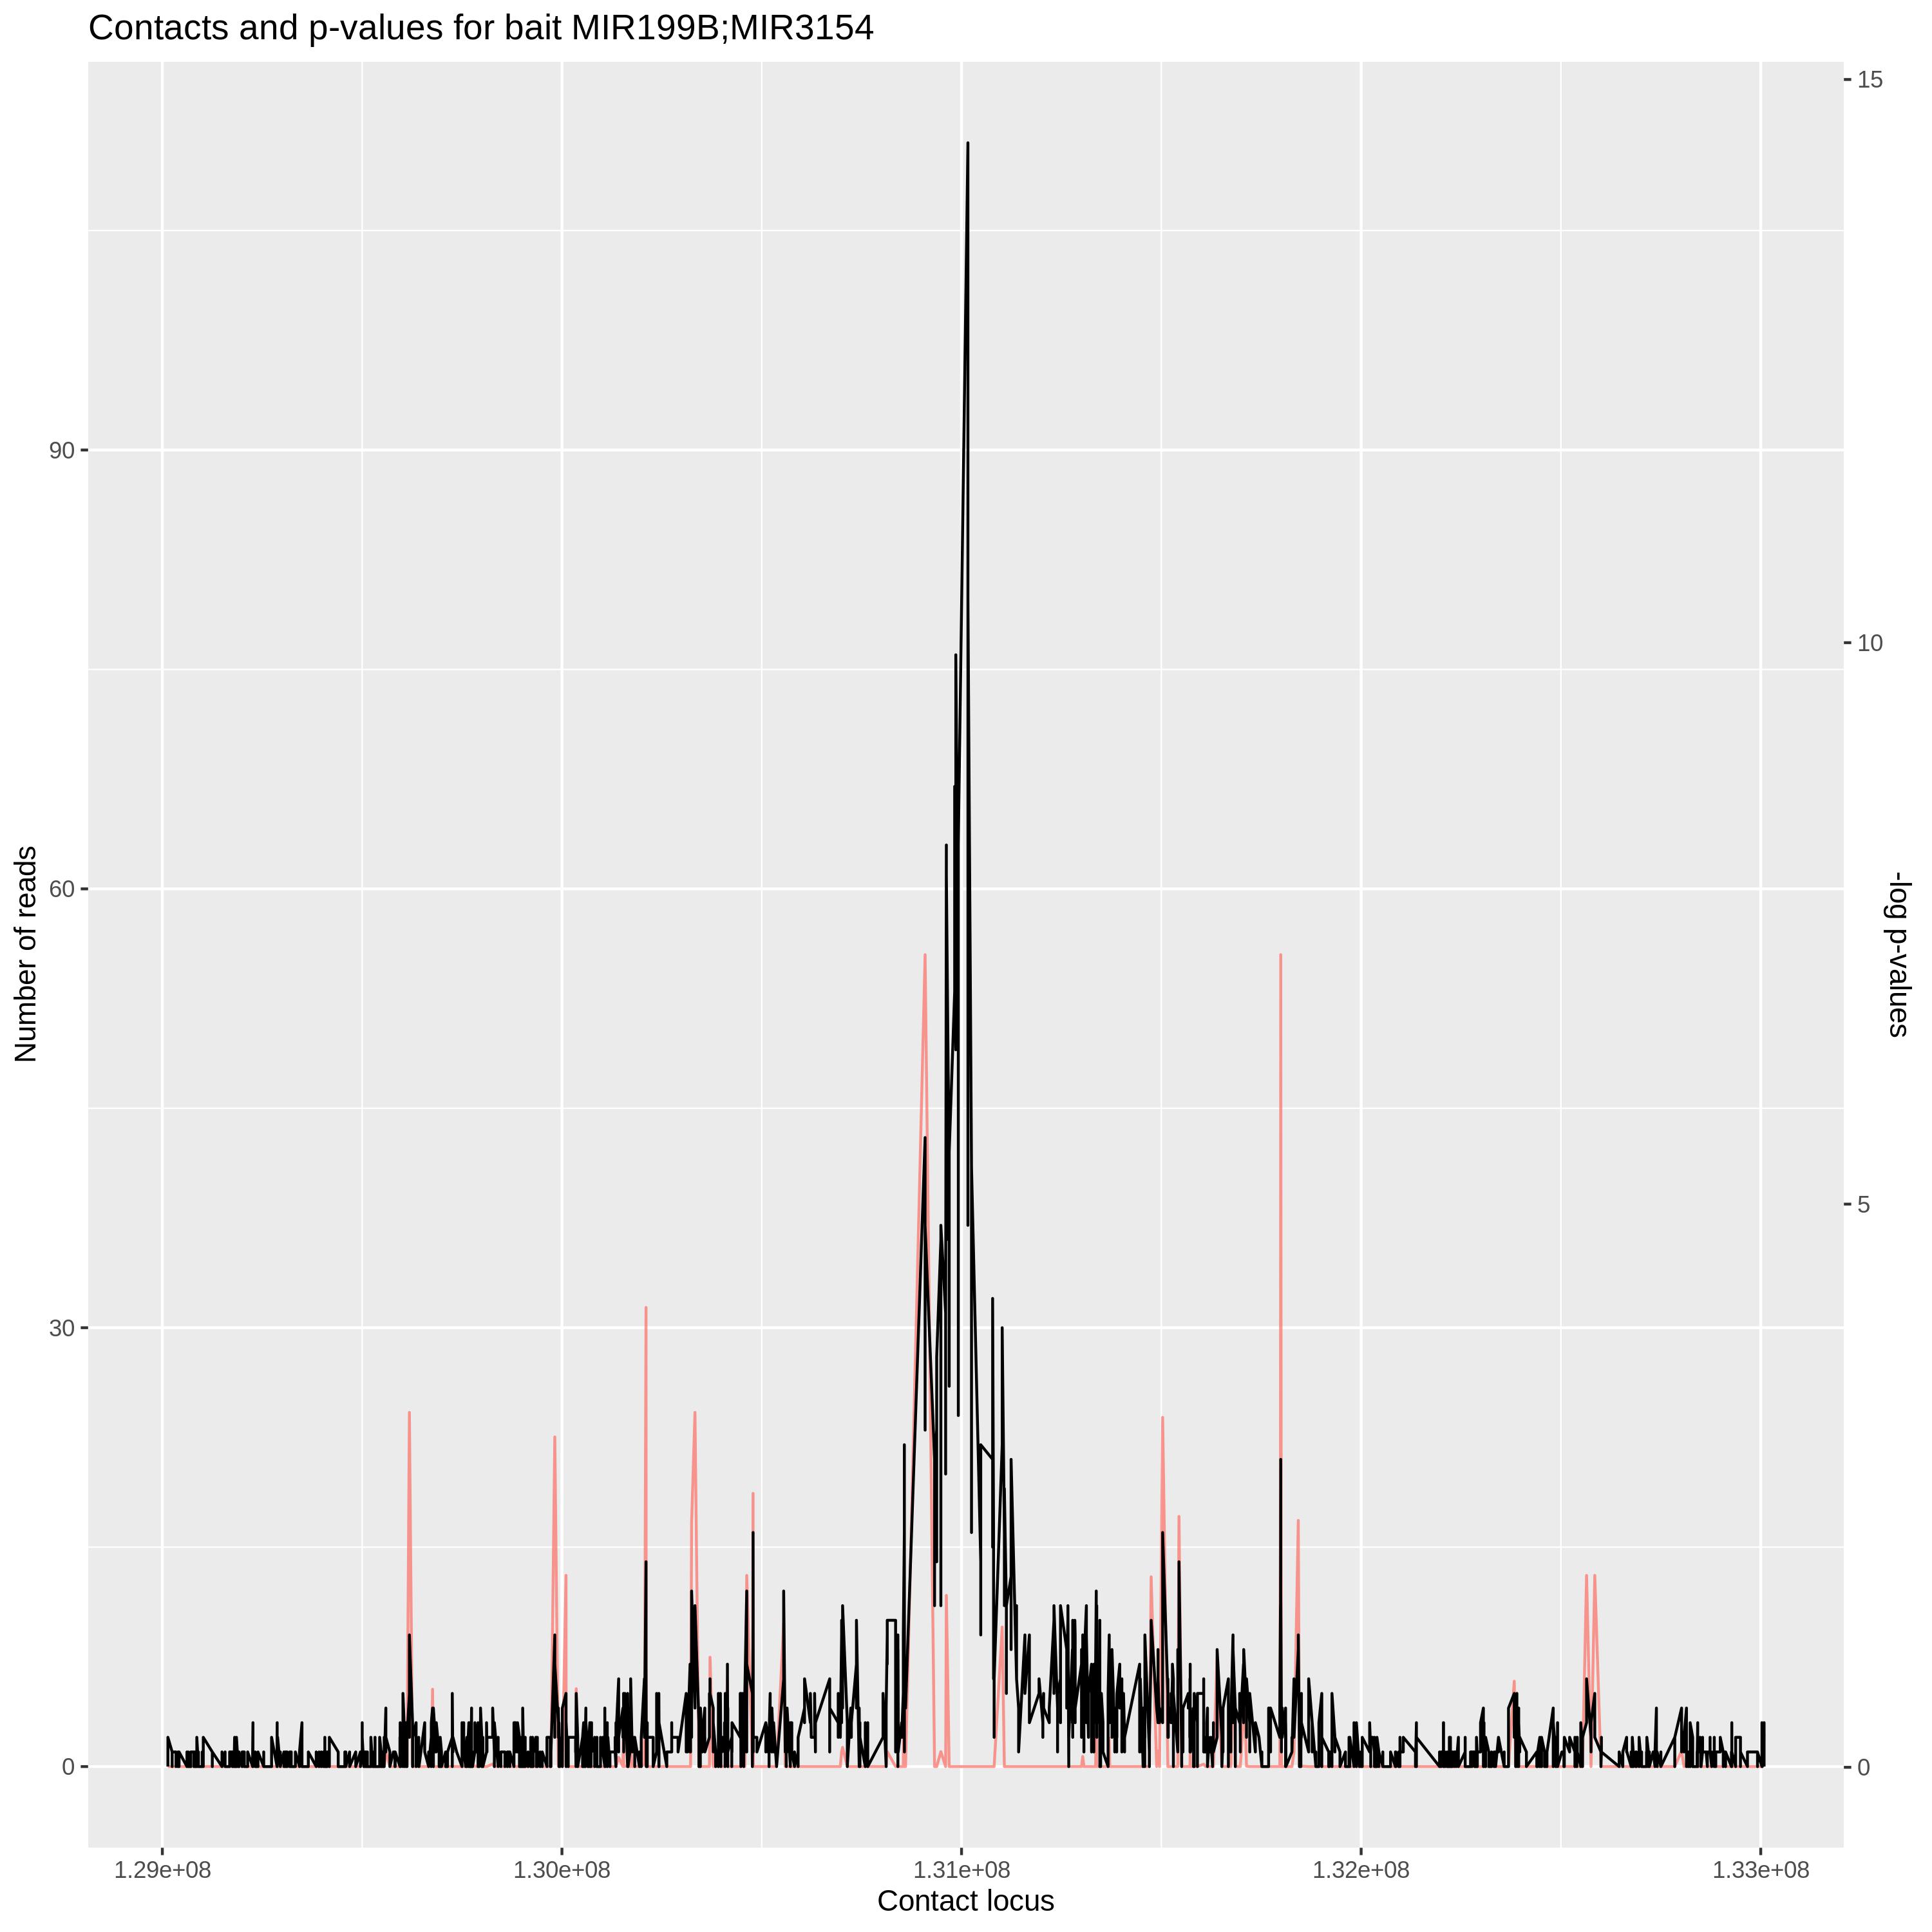 Contacts and p-values for bait MIR199B;MIR3154
15
90
10
60
Number of reads
-log p-values
5
30
0
0
1.29e+08
1.30e+08
1.31e+08
1.32e+08
1.33e+08
Contact locus